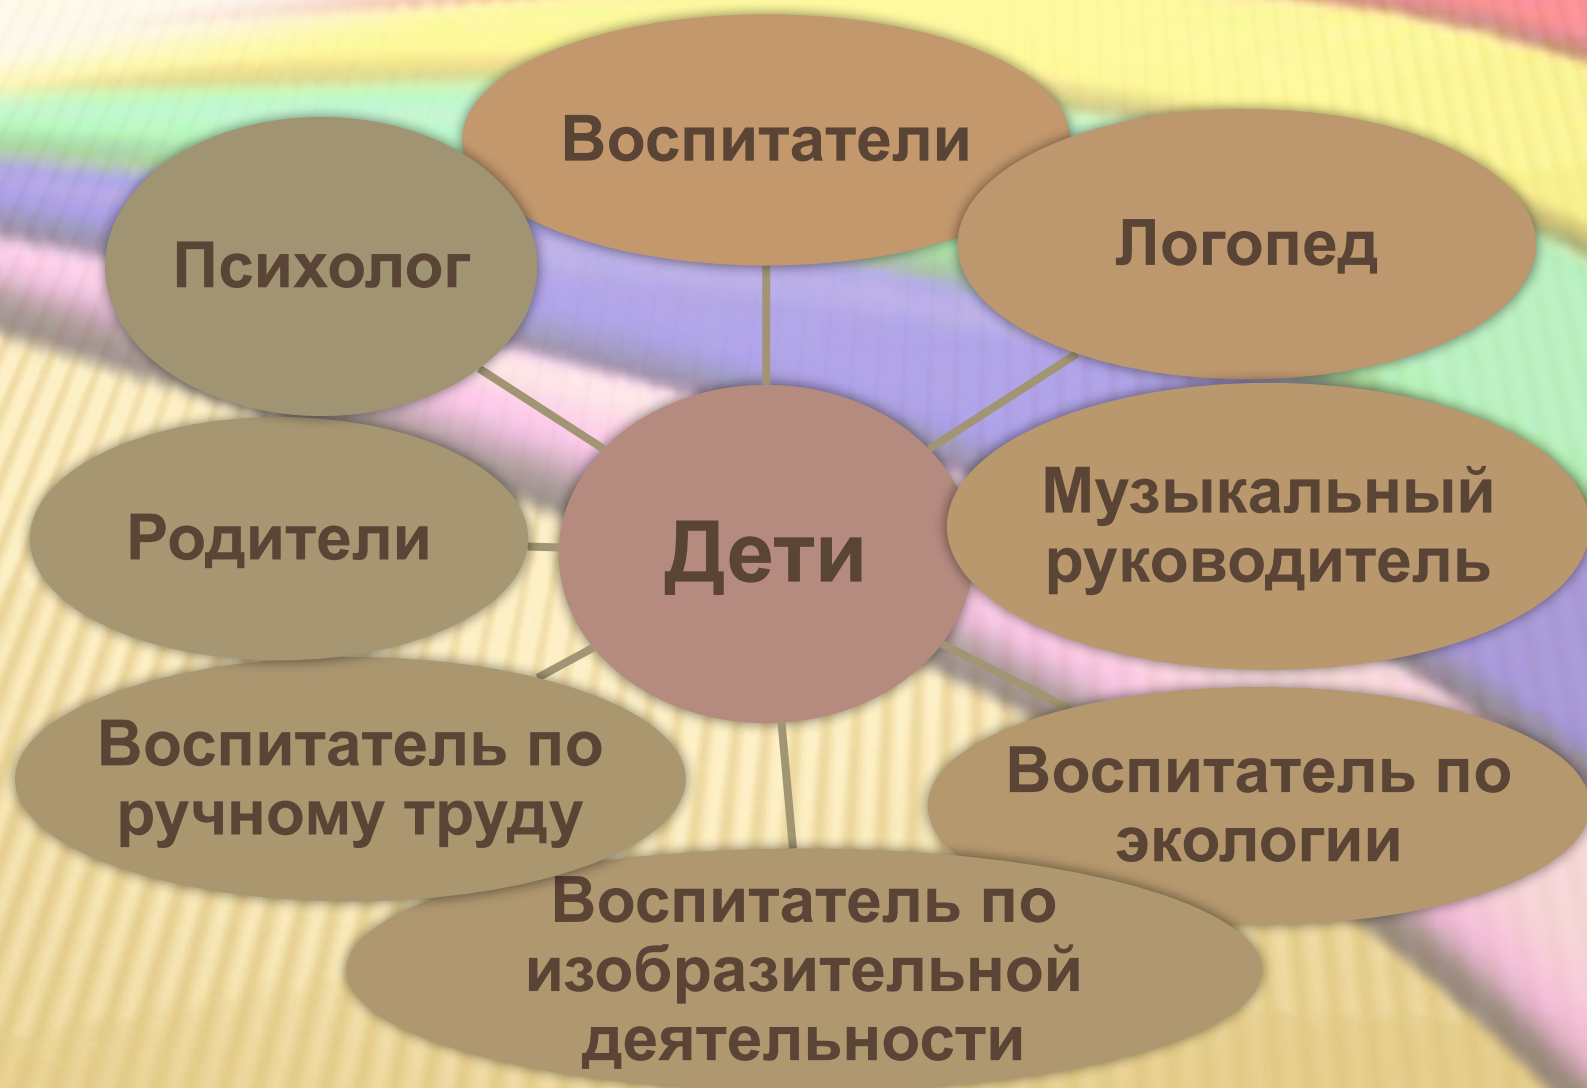 Воспитатели
Логопед
Психолог
Музыкальный
руководитель
Родители
Дети
Воспитатель по
ручному труду
Воспитатель по
экологии
Воспитатель по
изобразительной
деятельности